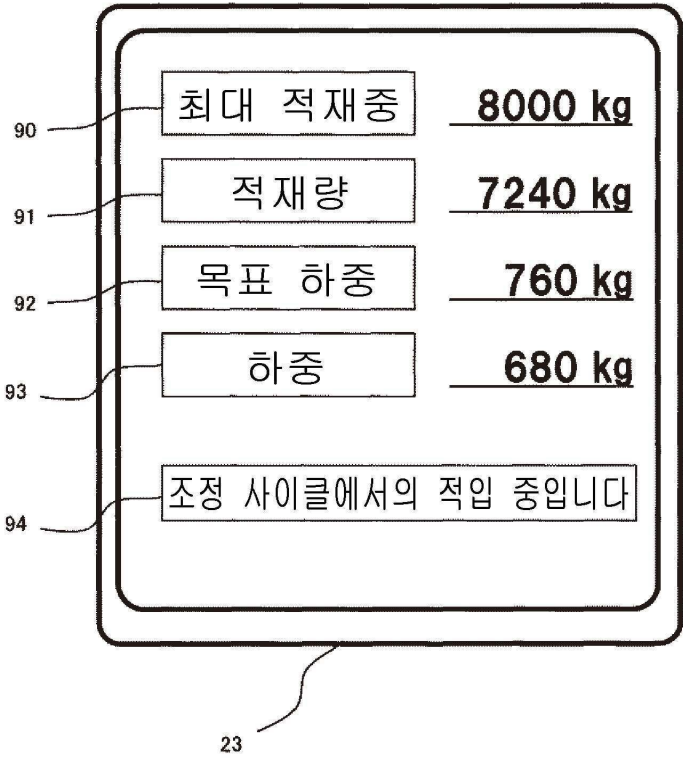 90 최대 적재중 8000 kg
91 적재량 7240 kg
92 목표 하중 760 kg
93 하중 680 kg
94 조정 사이클에서의 적입 중입니다
23